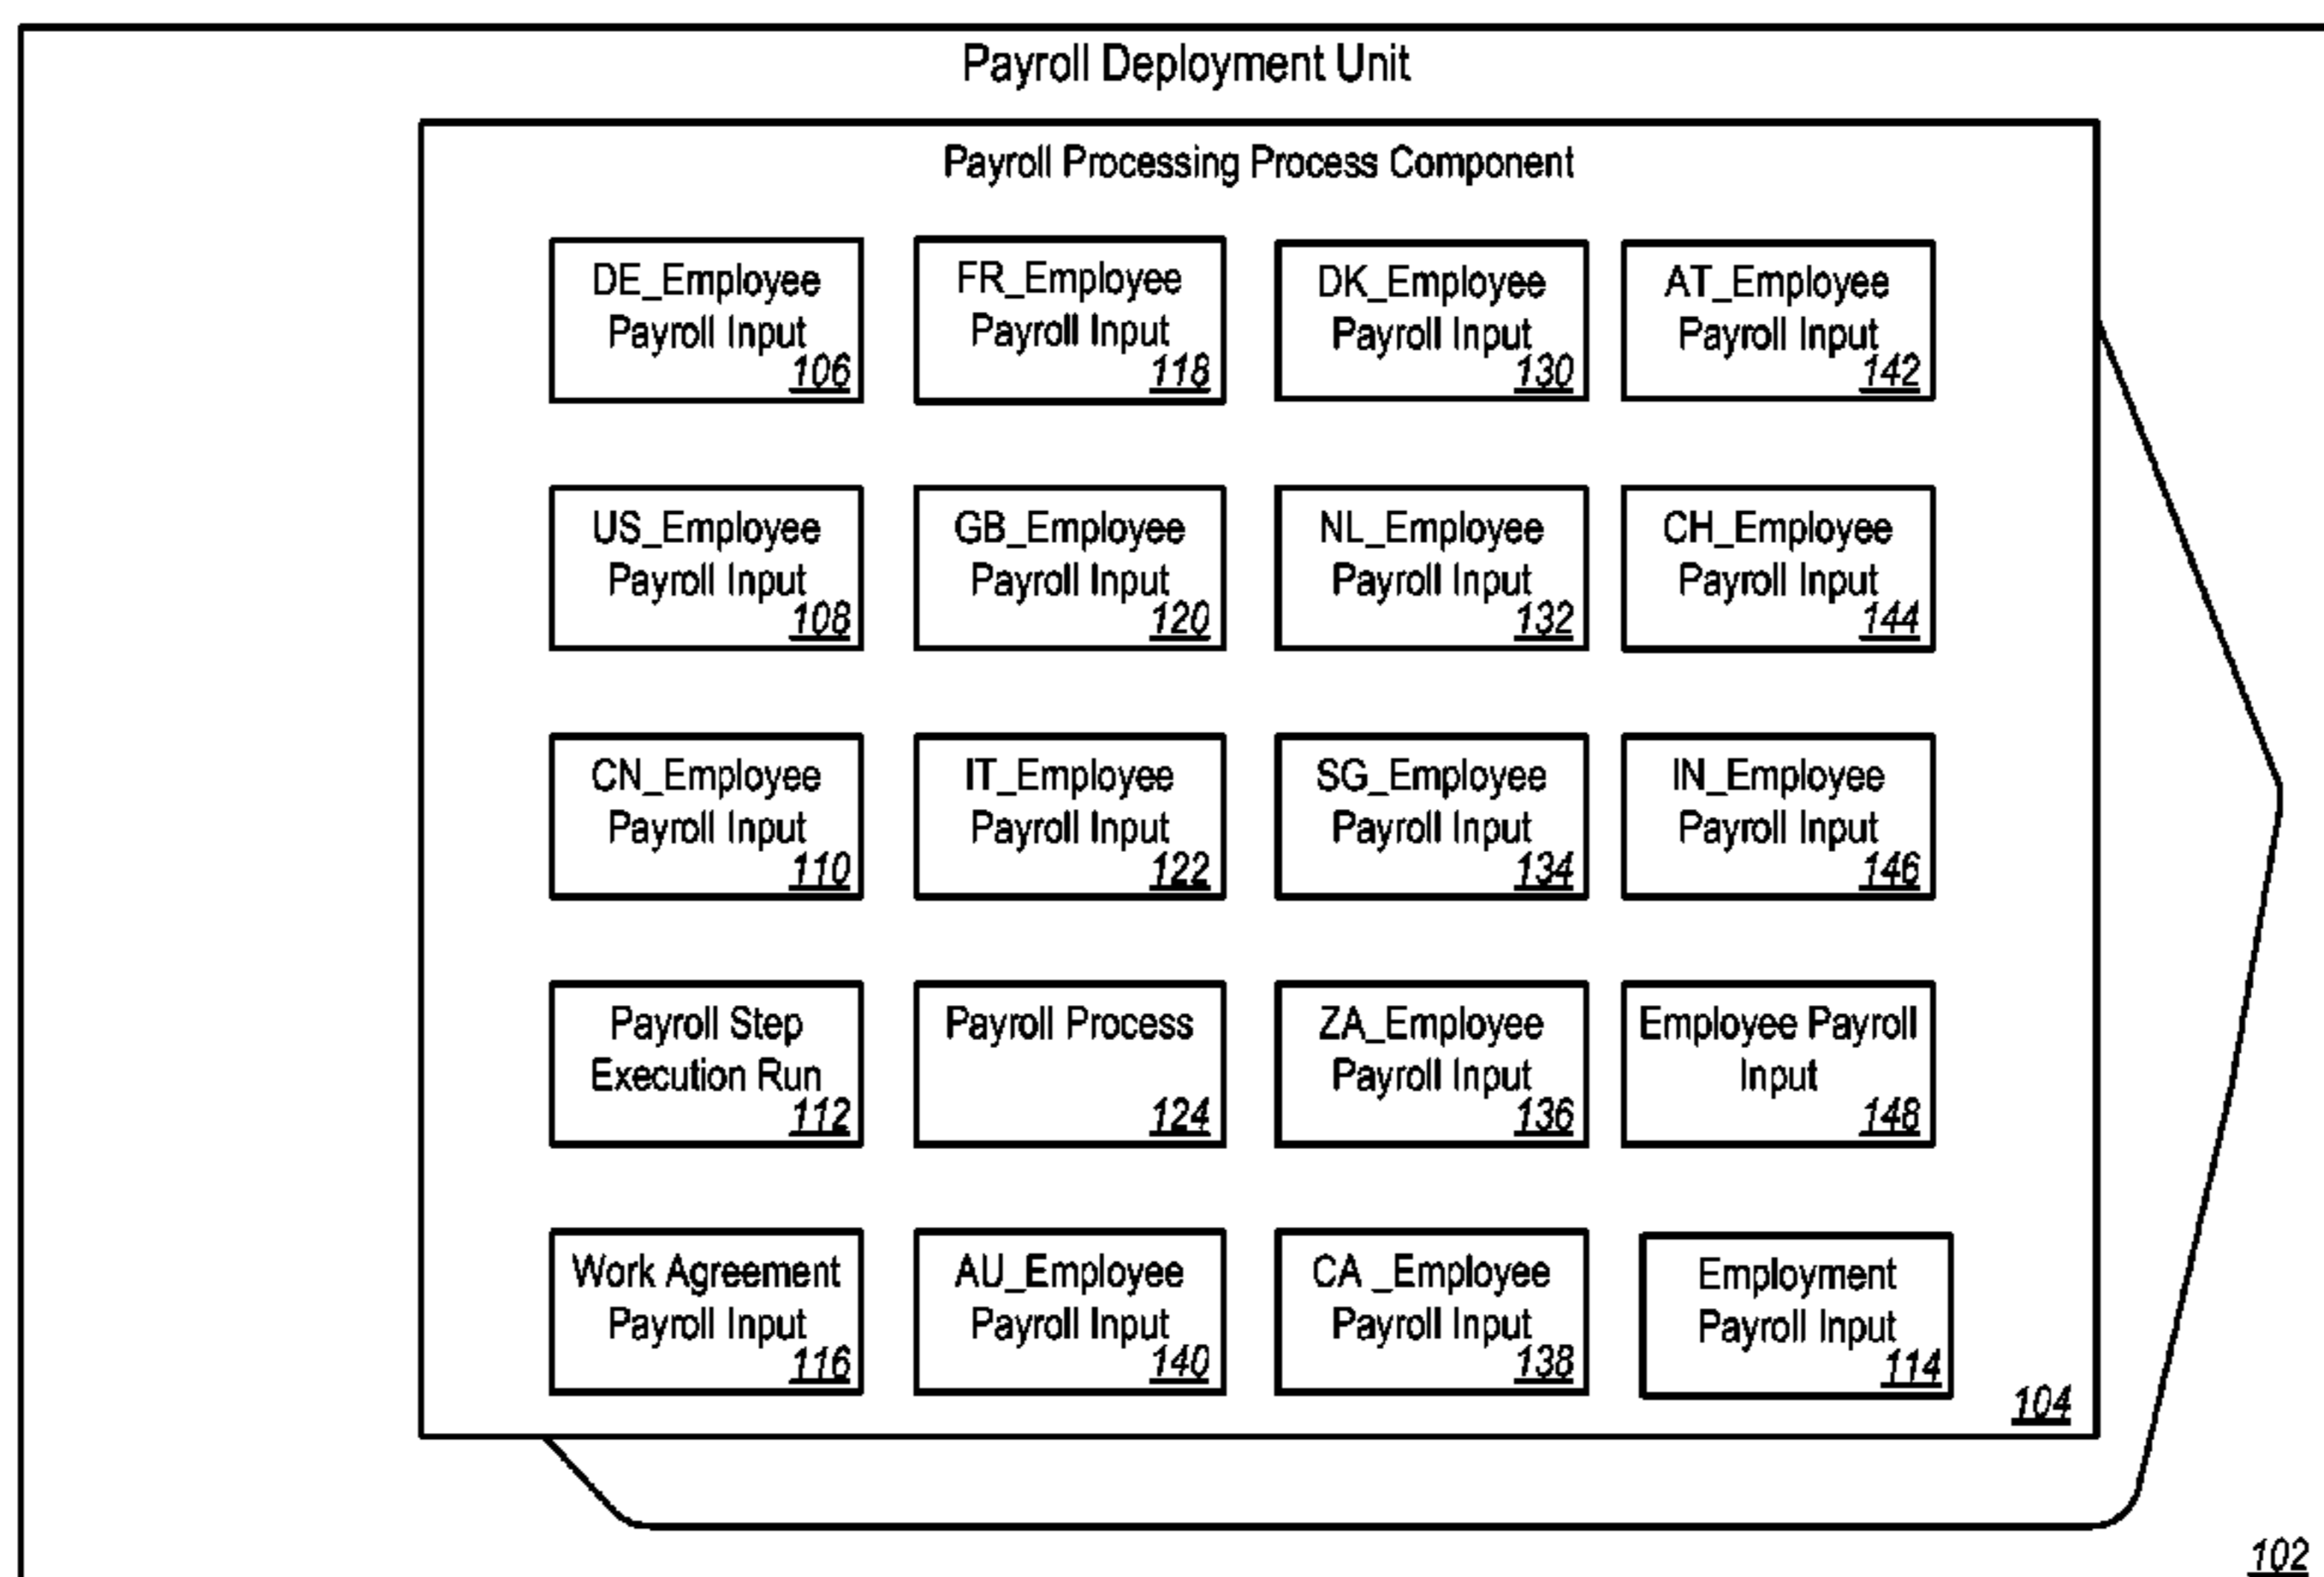 Payroll Deployment Unit
Payroll Processing Process Component
DE_Employee
Payroll Input
106
FR_Employee
Payroll Input
118
DK_Employee
Payroll Input
130
AT_Employee
Payroll Input
142
US_Employee
Payroll Input
108
GB_Employee
Payroll Input
120
NL_Employee
Payroll Input
132
CH_Employee
Payroll Input
144
CN_Employee
Payroll Input
110
IT_Employee
Payroll Input
122
SG_Employee
Payroll Input
134
IN_Employee
Payroll Input
146
Payroll Step
Execution Run
112
Payroll Process
124
ZA_Employee
Payroll Input
136
Employee Payroll
Input
148
Work Agreement
Payroll Input
116
AU_Employee
Payroll Input
140
CA _Employee
Payroll Input
138
Employment
Payroll Input
114
104
102